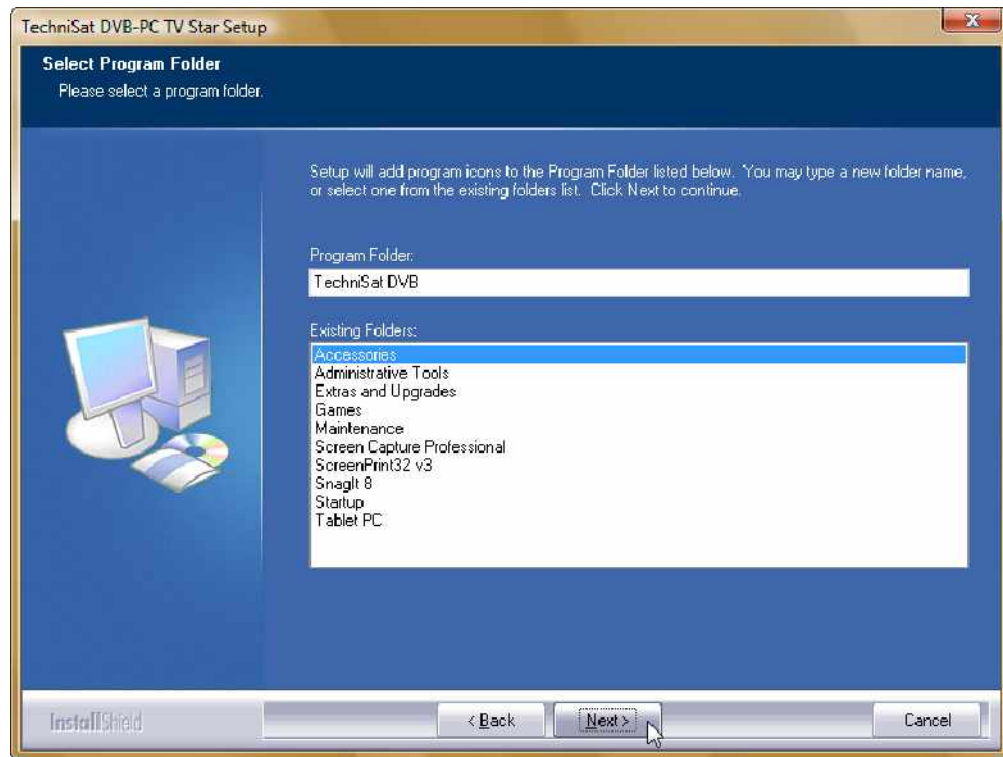 TechniSat DVB-PC TV Star Setup
Select Program Folder
Please select a program folder.
Setup will add program icons to the Program Folder listed below. You may type a new folder name,
or select one from the existing folders list. Click Next to continue.
Program Folder:
TechniSat DVB
Existing Folders:
Accessories
Administrative Tools
Extras and Upgrades
Games
Maintenance
Screen Capture Professional
ScreenPrint32 v3
SnagIt 8
Startup
Tablet PC
InstallShield
< Back
Next >
Cancel